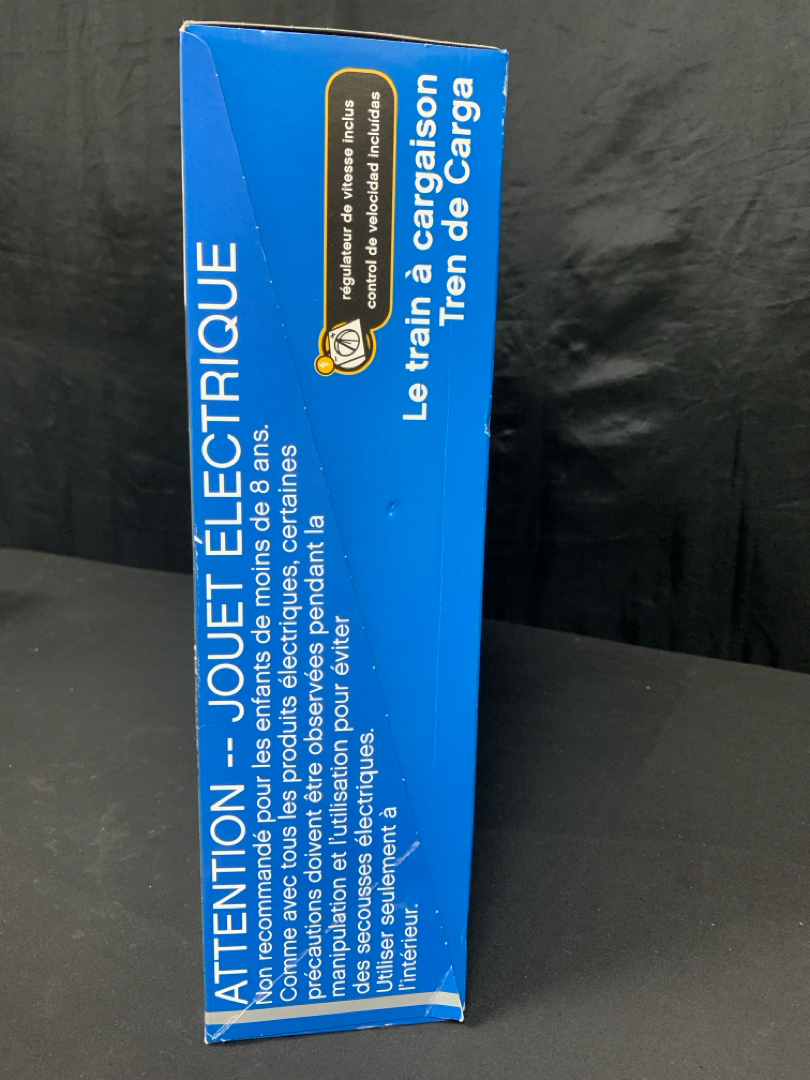 ATTENTION -- JOUET ÉLECTRIQUE
Non recommandé pour les enfants de moins de 8 ans.
Comme avec tous les produits électriques, certaines
précautions doivent être observées pendant la
manipulation et l'utilisation pour éviter
des secousses électriques.
Utiliser seulement à
l'intérieur.
régulateur de vitesse inclus
control de velocidad incluídas
Le train à cargaison
Tren de Carga